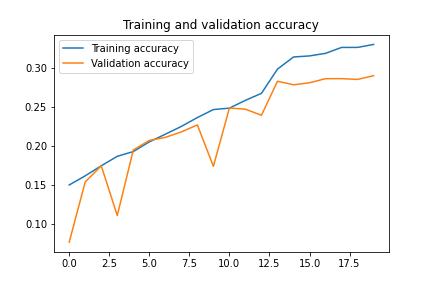 Training and validation accuracy
Training accuracy
Validation accuracy
0.30
0.25
0.20
0.15
0.10
0.0 2.5 5.0 7.5 10.0 12.5 15.0 17.5